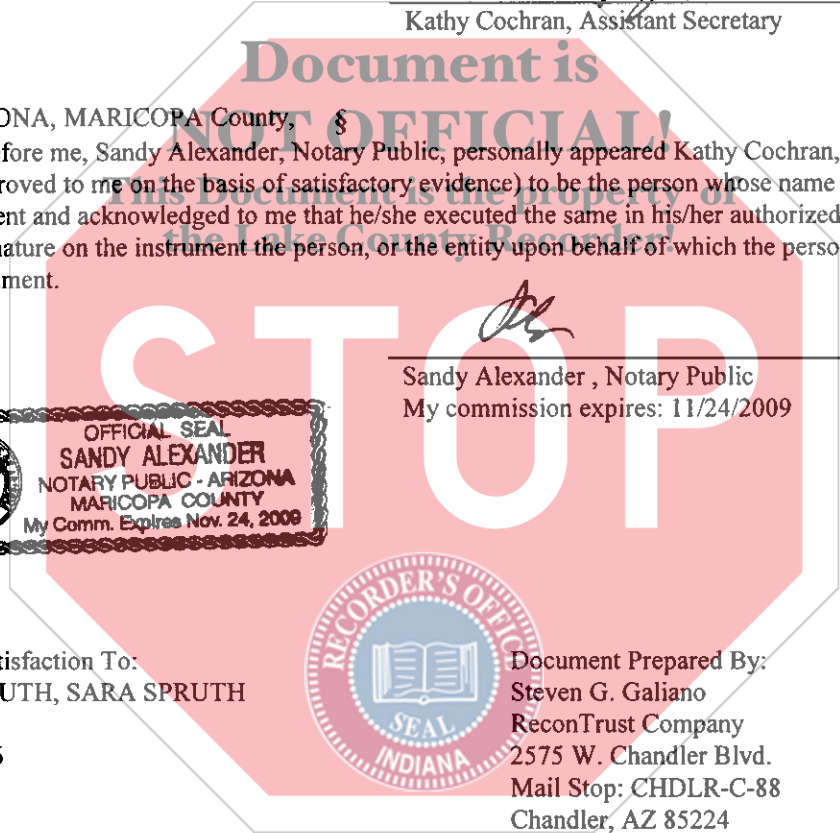 Kathy Cochran, Assistant Secretary
Document is
NOT OFFICIAL!
This Document is the property of
the Lake County Recorder!
ONA, MARICOPA County, §
fore me, Sandy Alexander, Notary Public, personally appeared Kathy Cochran,
roved to me on the basis of satisfactory evidence) to be the person whose name
ent and acknowledged to me that he/she executed the same in his/her authorized
nature on the instrument the person, or the entity upon behalf of which the perso
ment.
STOP
Sandy Alexander , Notary Public
My commission expires: 11/24/2009
OFFICIAL SEAL
SANDY ALEXANDER
NOTARY PUBLIC - ARIZONA
MARICOPA COUNTY
My Comm. Expires Nov. 24, 2009
RECORDER'S OFFICE
SEAL
INDIANA
tisfaction To:
UTH, SARA SPRUTH
Document Prepared By:
Steven G. Galiano
ReconTrust Company
2575 W. Chandler Blvd.
Mail Stop: CHDLR-C-88
Chandler, AZ 85224